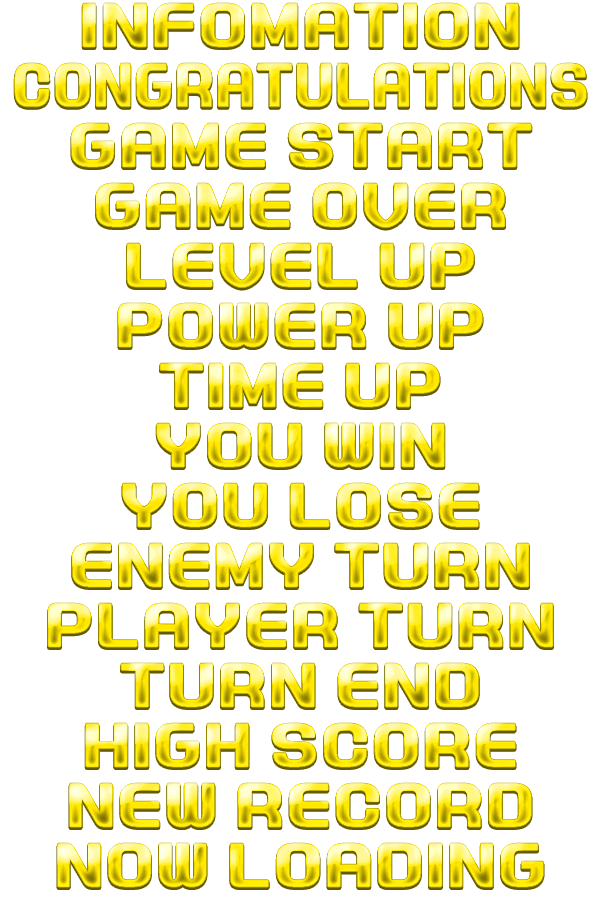 INFOMATION
CONGRATULATIONS
GAME START
GAME OVER
LEVEL UP
POWER UP
TIME UP
YOU WIN
YOU LOSE
ENEMY TURN
PLAYER TURN
TURN END
HIGH SCORE
NEW RECORD
NOW LOADING